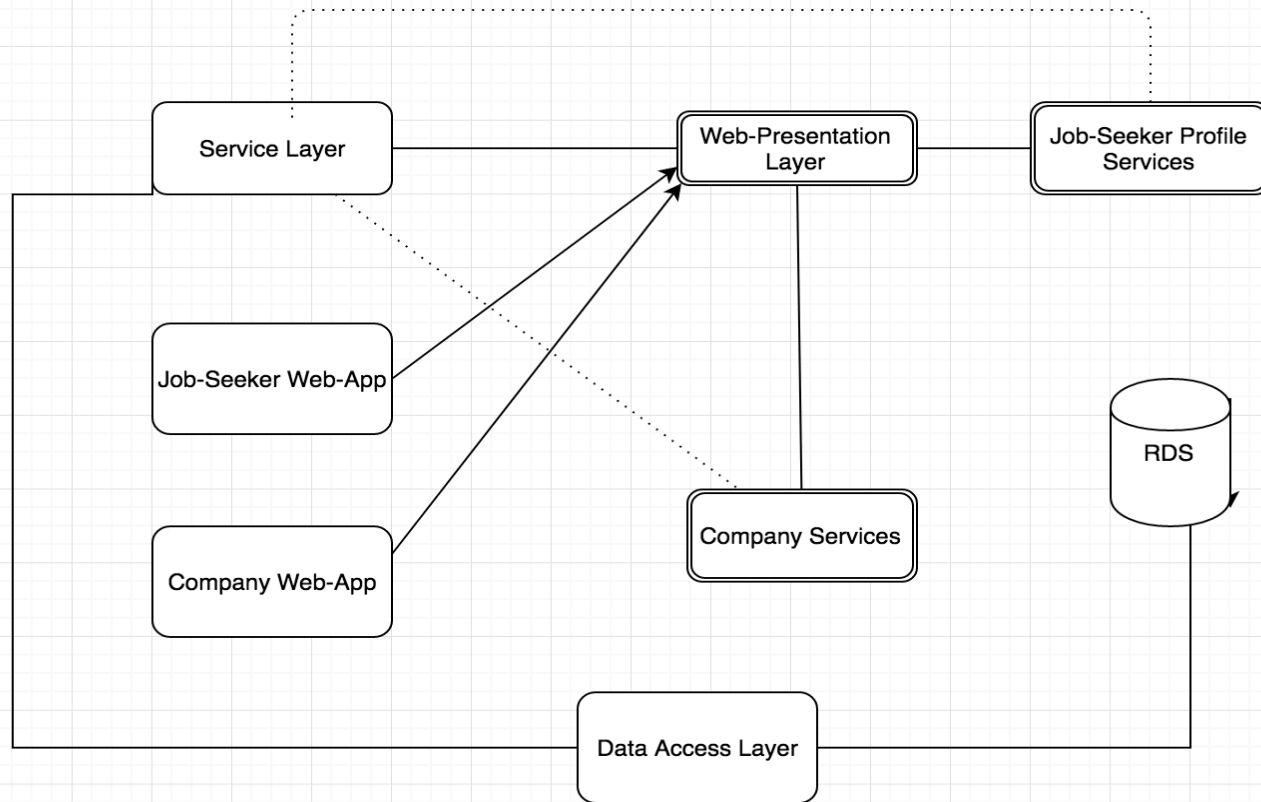 Service Layer
Web-Presentation
Layer
Job-Seeker Profile
Services
Job-Seeker Web-App
RDS
Company Services
Company Web-App
Data Access Layer